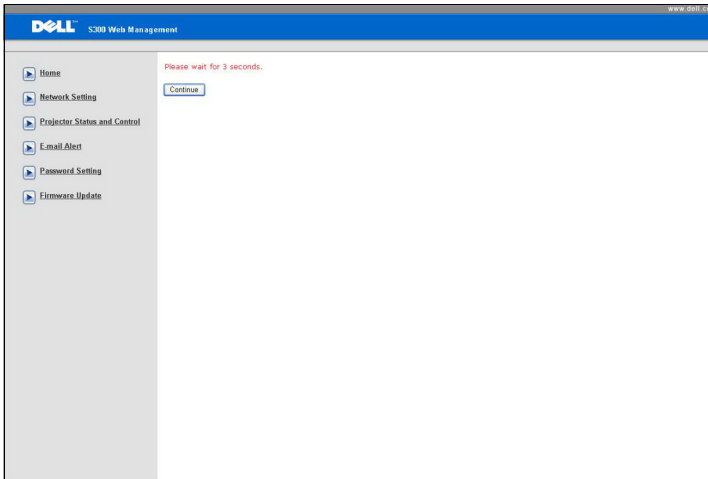 www.dell.c
DELL™ S300 Web Management
Home
Network Setting
Projector Status and Control
E-mail Alert
Password Setting
Firmware Update
Please wait for 3 seconds.
Continue